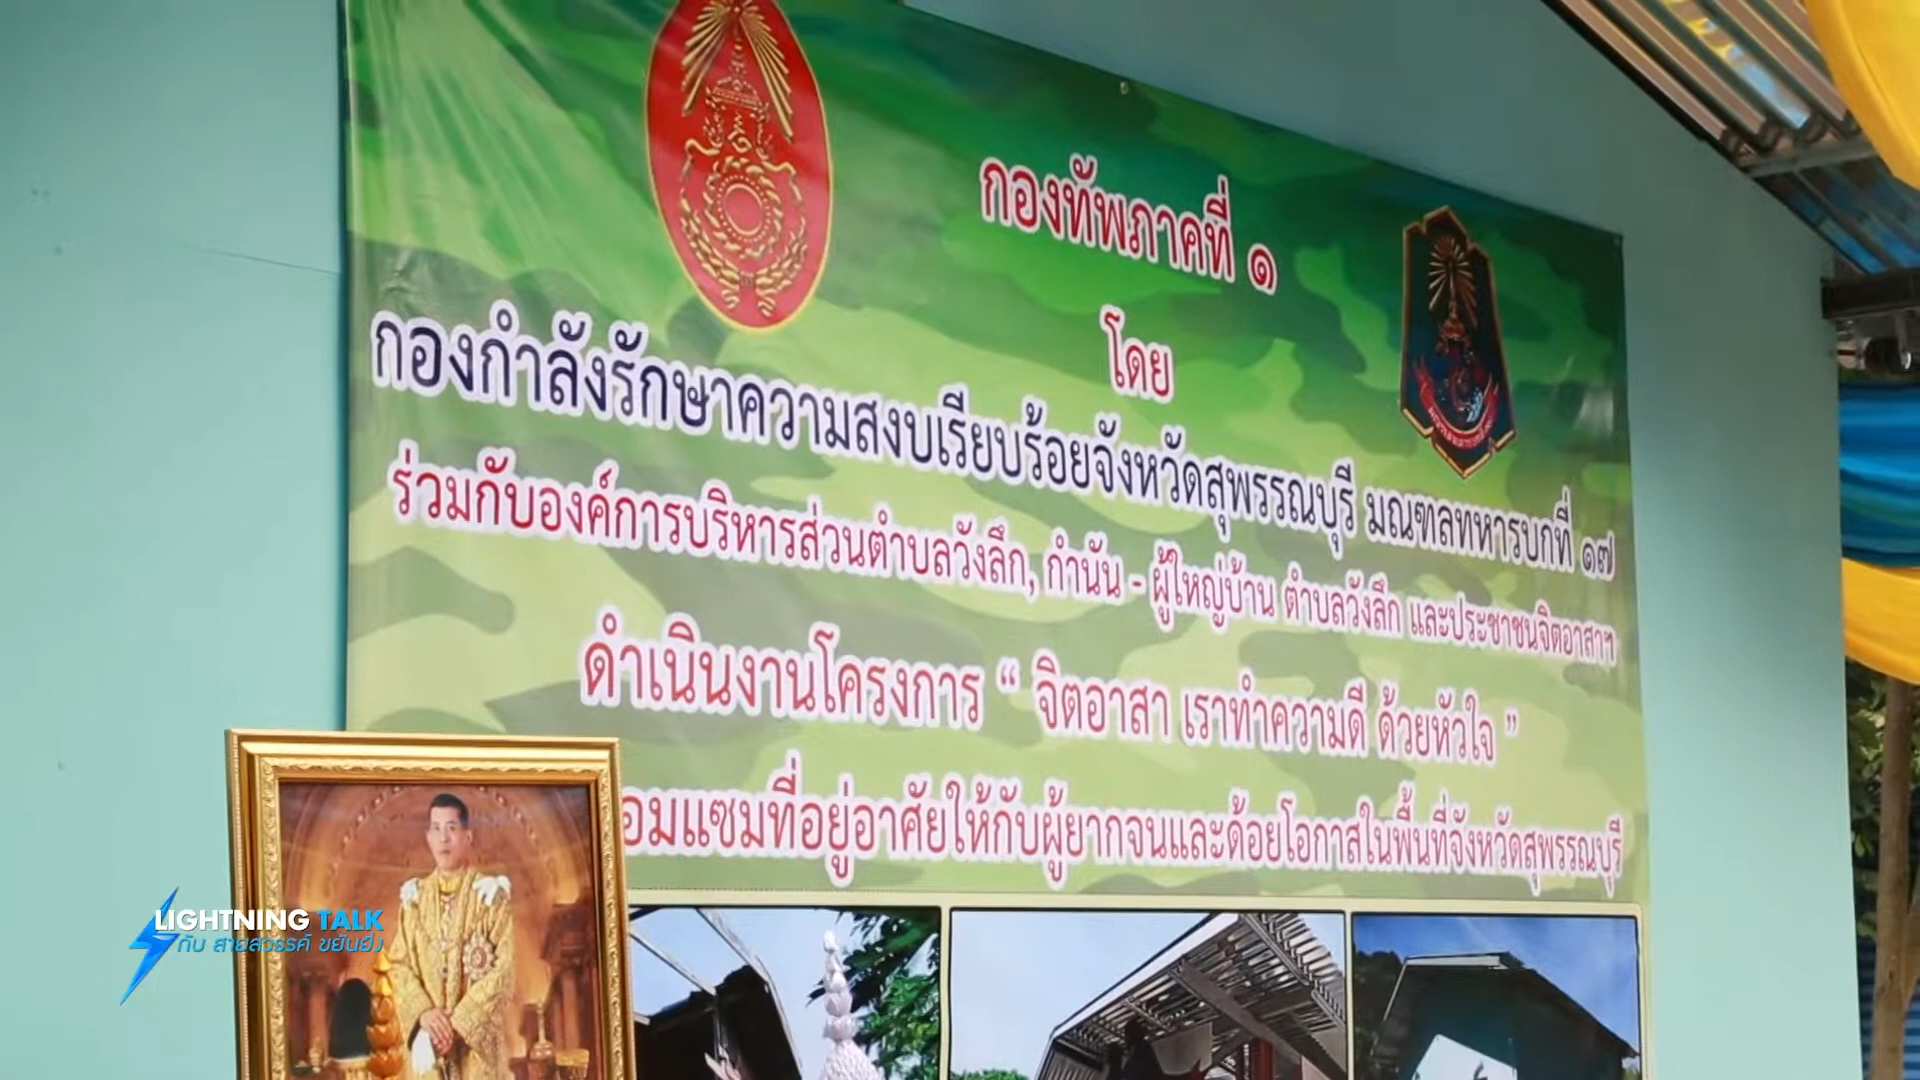 กองทัพภาคที่ ๑
โดย
กองกำลังรักษาความสงบเรียบร้อยจังหวัดสุพรรณบุรี มณฑลทหารบกที่ ๑๗
ร่วมกับองค์การบริหารส่วนตำบลวังลึก, กำนัน - ผู้ใหญ่บ้าน ตำบลวังลึก และประชาชนจิตอาสาฯ
ดำเนินงานโครงการ “ จิตอาสา เราทำความดี ด้วยหัวใจ ”
อมแซมที่อยู่อาศัยให้กับผู้ยากจนและด้อยโอกาสในพื้นที่จังหวัดสุพรรณบุรี
LIGHTNING TALK
กับ สายสวรรค์ ขยันยิ่ง